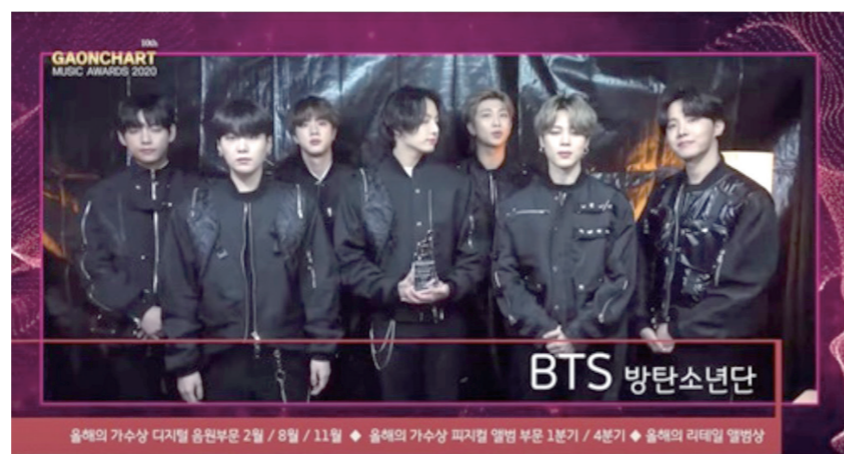 10th
GAONCHART
MUSIC AWARDS 2020
BTS 방탄소년단
올해의 가수상 디지털 음원부문 2월 / 8월 / 11월 ◆ 올해의 가수상 피지컬 앨범 부문 1분기 / 4분기 ◆ 올해의 리테일 앨범상